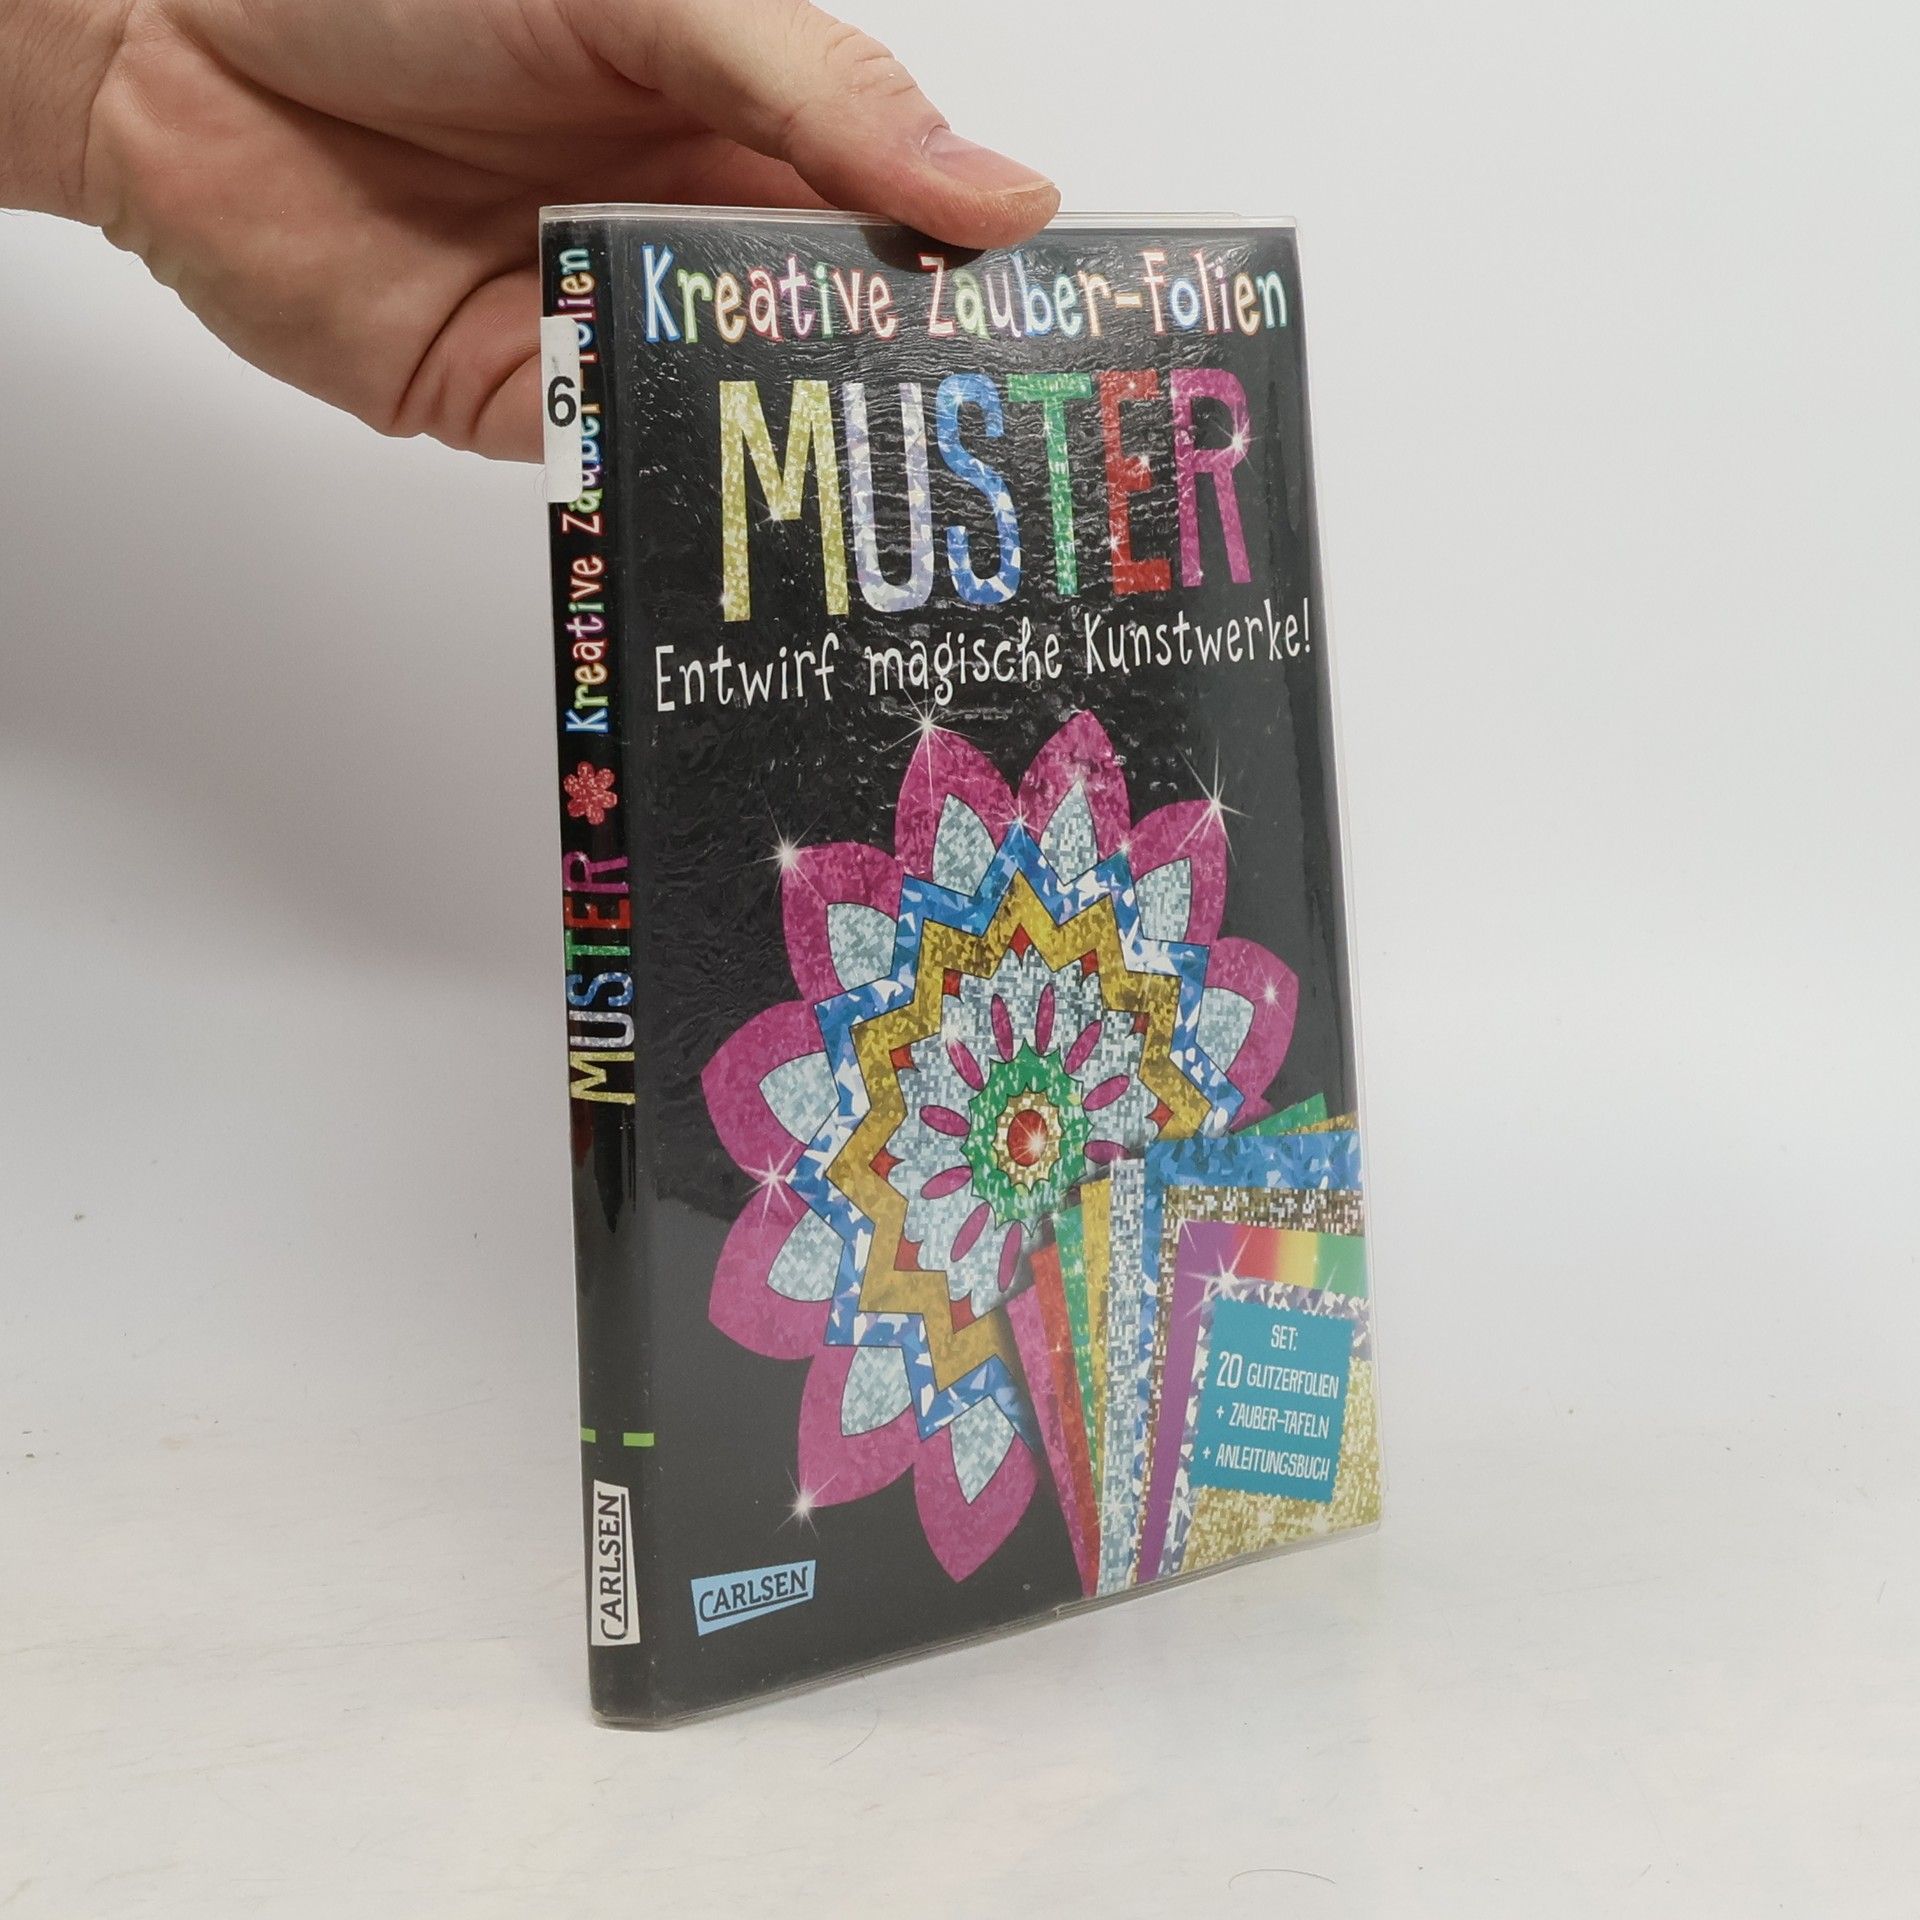 Kreative Zauber-Folien
MUSTER
Entwirf magische Kunstwerke!
SET:
20 GLITZERFOLIEN
+ ZAUBER-TAFELN
+ ANLEITUNGSBUCH
CARLSEN
6
Kreative Zauber-Folien
MUSTER
CARLSEN